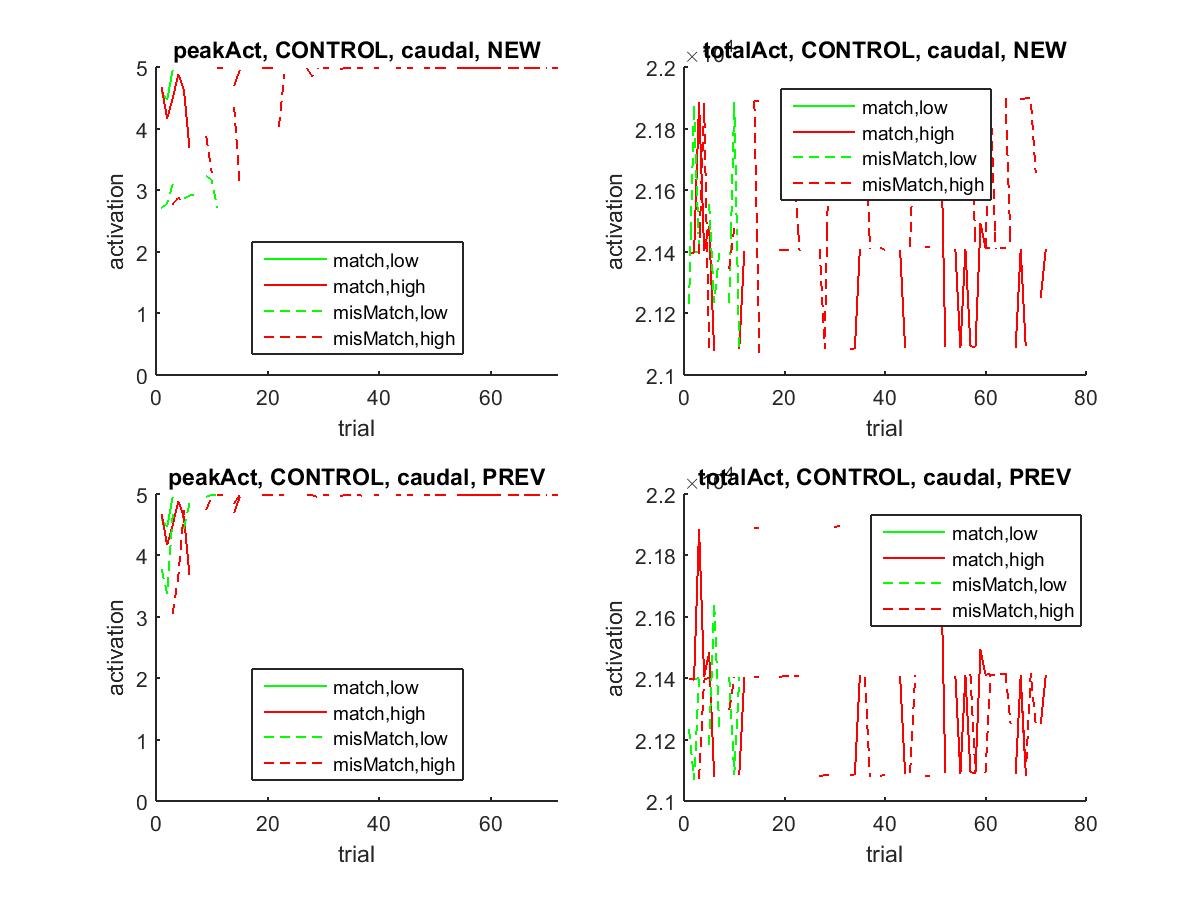 peakAct, CONTROL, caudal, NEW
5
4
3
2
1
0
activation
match,low
match,high
misMatch,low
misMatch,high
0 20 40 60
trial
totalAct, CONTROL, caudal, NEW
2.2
2.18
2.16
2.14
2.12
2.1
activation
match,low
match,high
misMatch,low
misMatch,high
0 20 40 60 80
trial
peakAct, CONTROL, caudal, PREV
5
4
3
2
1
0
activation
match,low
match,high
misMatch,low
misMatch,high
0 20 40 60
trial
totalAct, CONTROL, caudal, PREV
2.2
2.18
2.16
2.14
2.12
2.1
activation
match,low
match,high
misMatch,low
misMatch,high
0 20 40 60 80
trial